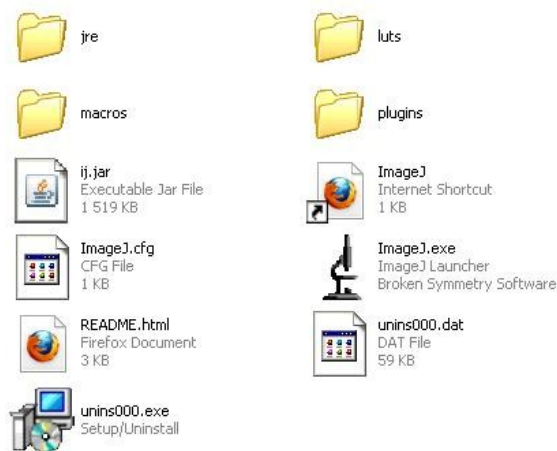 jre
luts
macros
plugins
ij.jar
Executable Jar File
1 519 KB
ImageJ
Internet Shortcut
1 KB
ImageJ.cfg
CFG File
1 KB
ImageJ.exe
ImageJ Launcher
Broken Symmetry Software
README.html
Firefox Document
3 KB
unins000.dat
DAT File
59 KB
unins000.exe
Setup/Uninstall